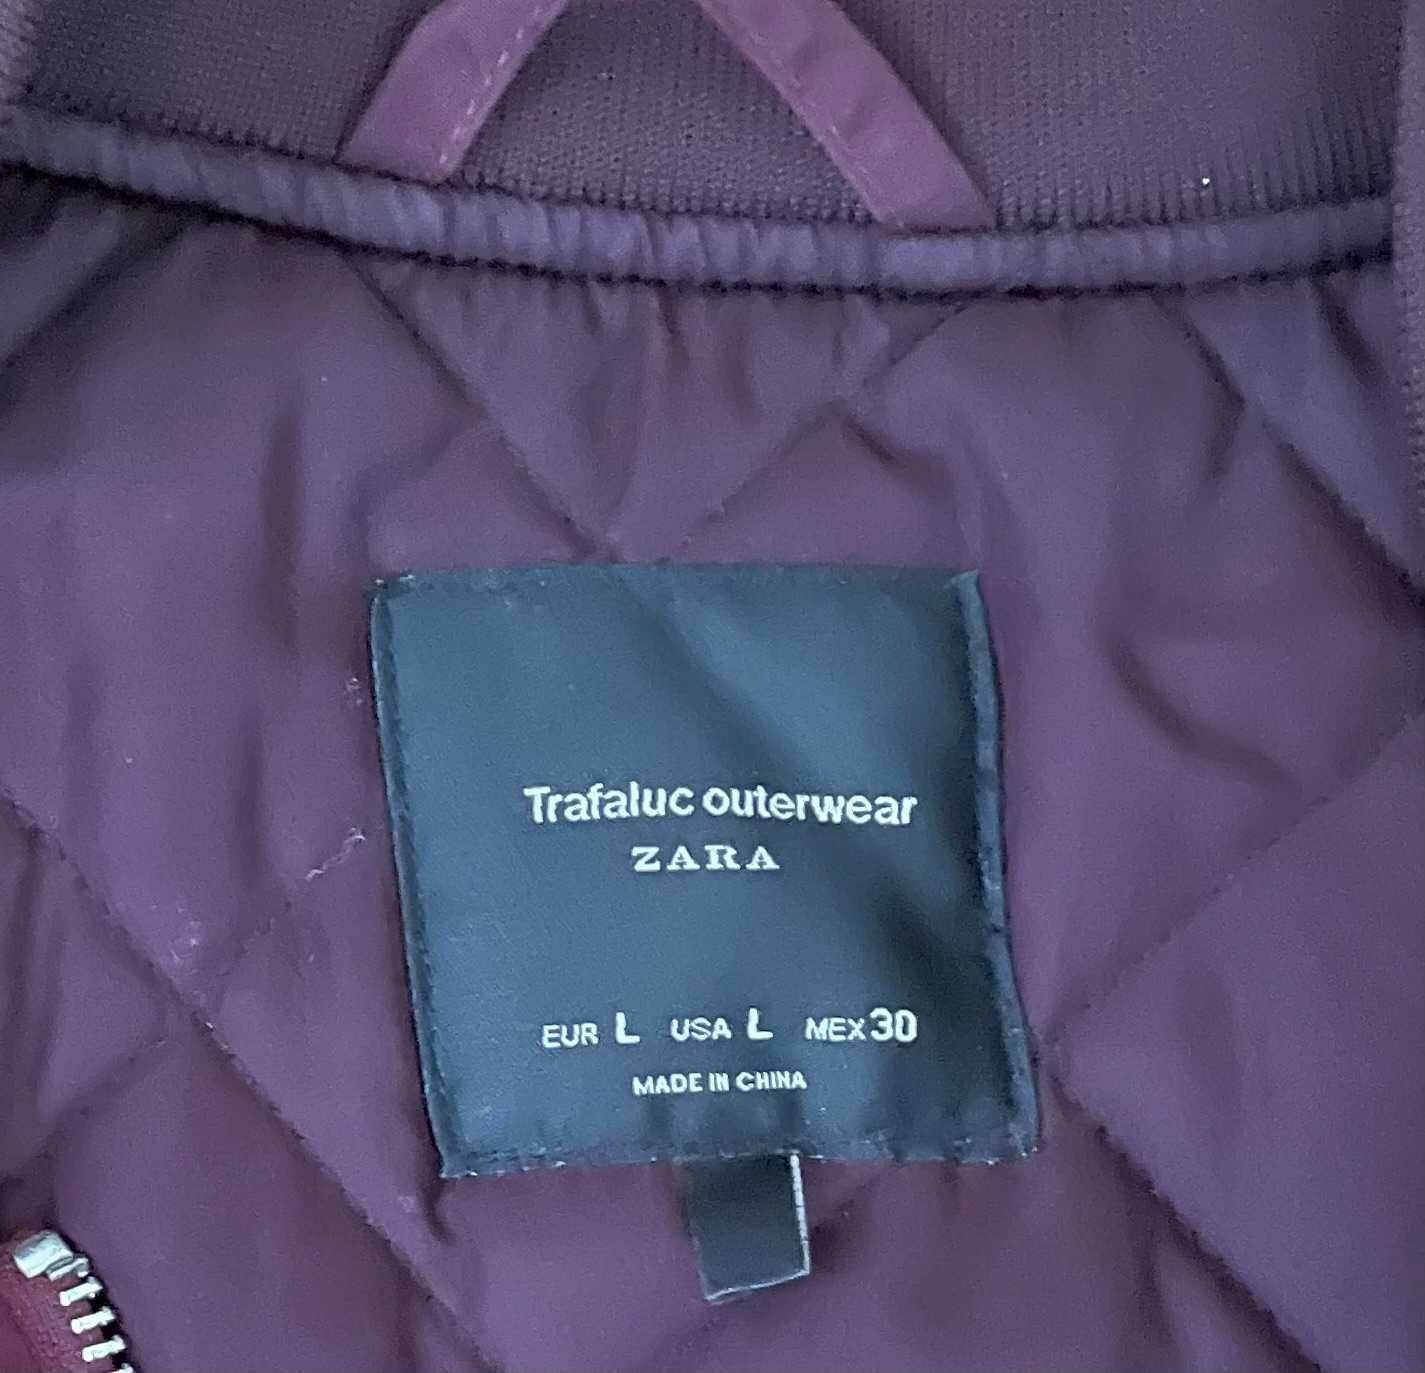 Trafaluc outerwear
ZARA
EUR L USA L MEX 30
MADE IN CHINA